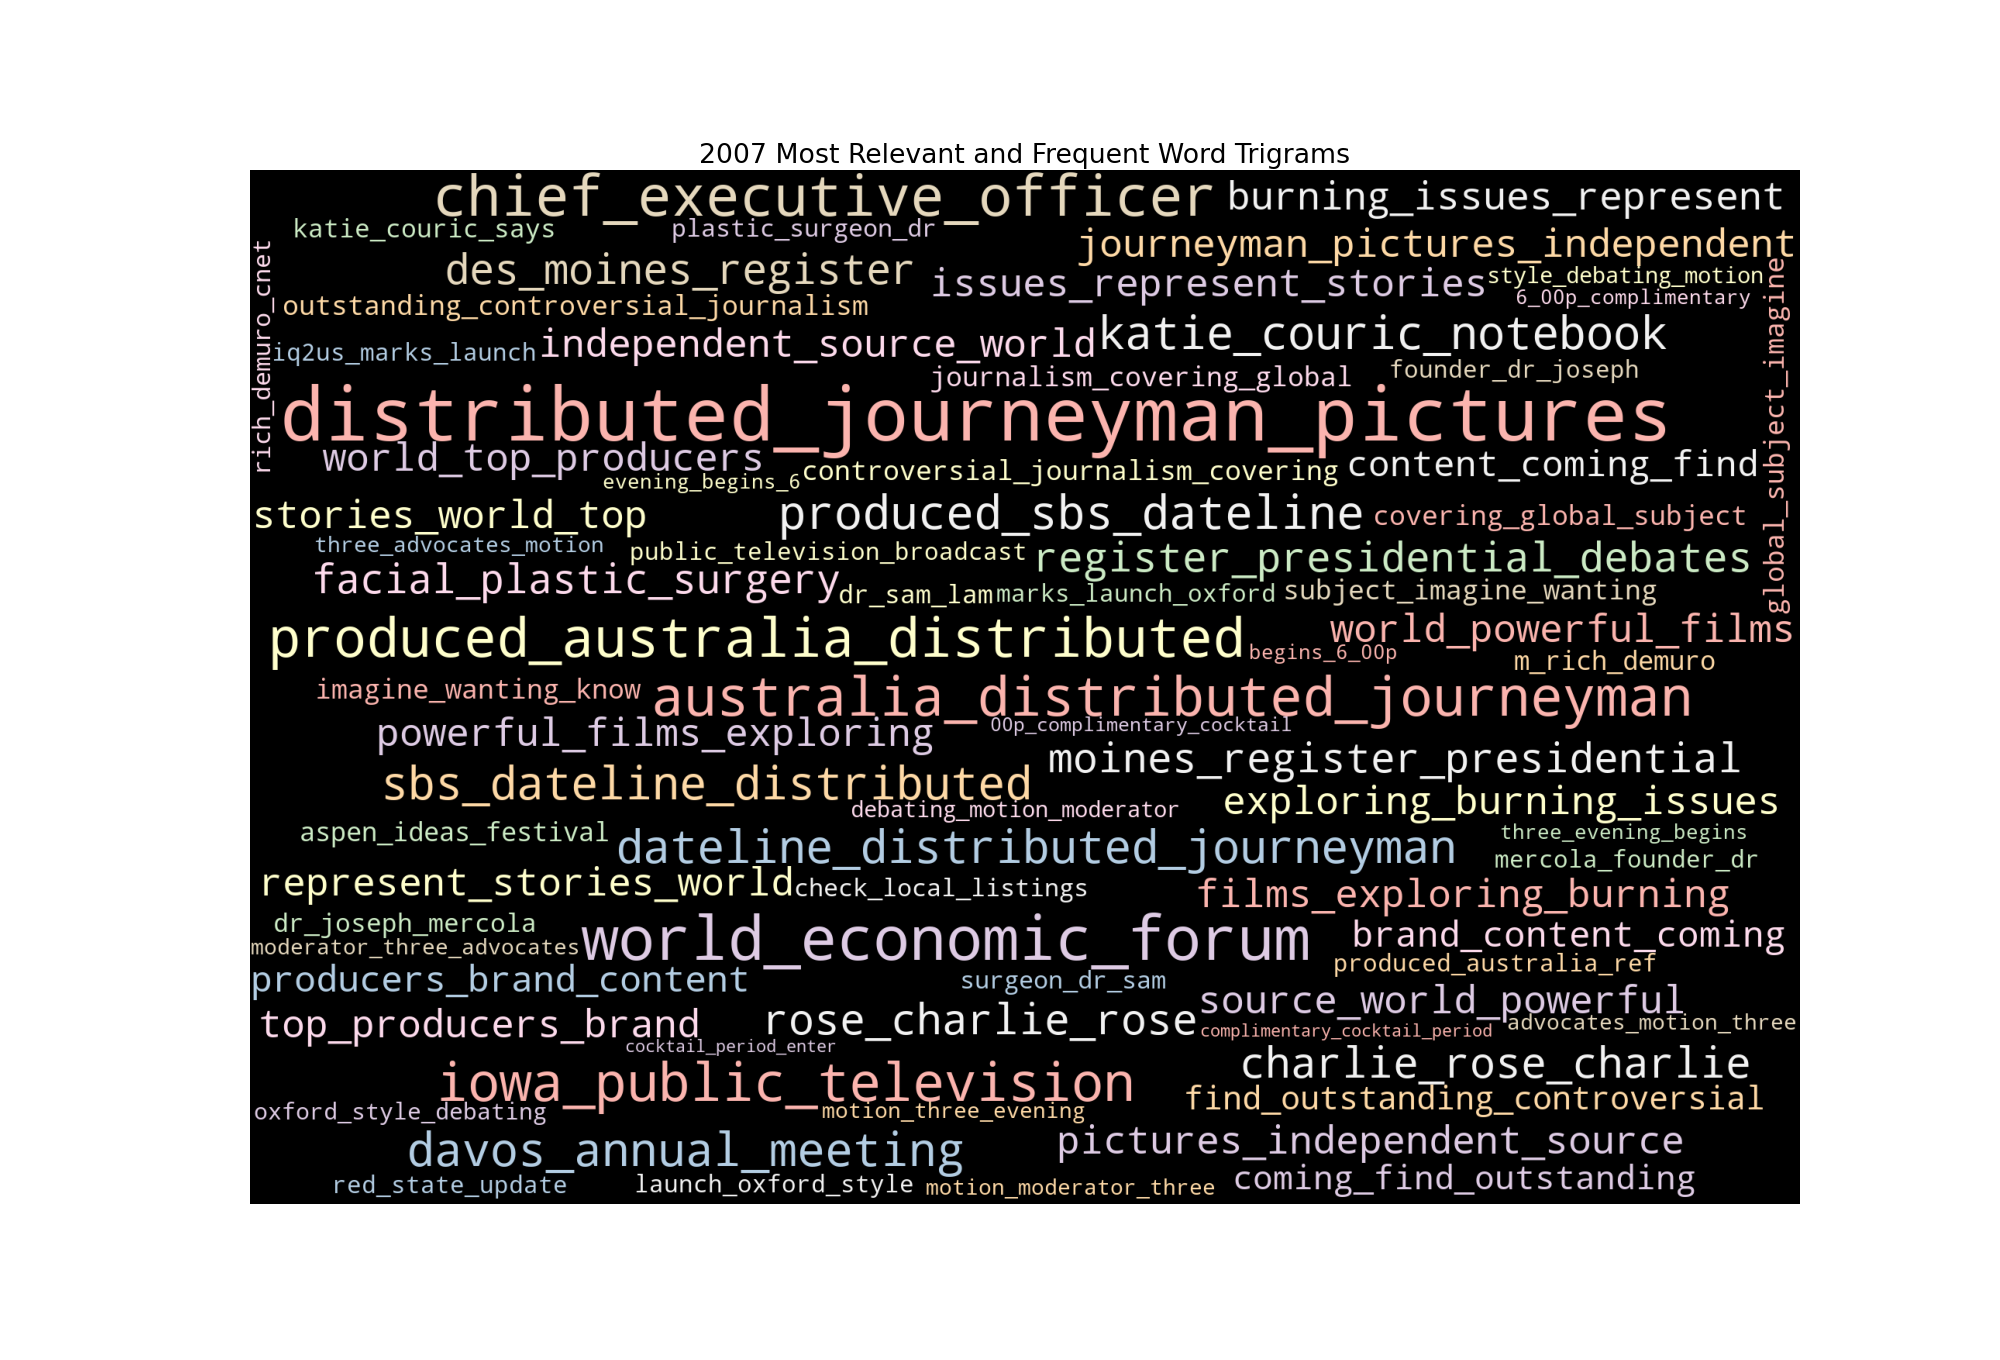 2007 Most Relevant and Frequent Word Trigrams
chief_executive_officer
burning_issues_represent
katie_couric_says
plastic_surgeon_dr
journeyman_pictures_independent
rich_demuro_cnet
des_moines_register
issues_represent_stories
style_debating_motion
6_00p_complimentary
global_subject_imagine
outstanding_controversial_journalism
iq2us_marks_launch
independent_source_world
katie_couric_notebook
journalism_covering_global
founder_dr_joseph
distributed_journeyman_pictures
world_top_producers
evening_begins_6
controversial_journalism_covering
content_coming_find
stories_world_top
produced_sbs_dateline
covering_global_subject
three_advocates_motion
public_television_broadcast
register_presidential_debates
facial_plastic_surgery
dr_sam_lam
marks_launch_oxford
subject_imagine_wanting
produced_australia_distributed
begins_6_00p
world_powerful_films
m_rich_demuro
imagine_wanting_know
australia_distributed_journeyman
powerful_films_exploring
00p_complimentary_cocktail
moines_register_presidential
sbs_dateline_distributed
debating_motion_moderator
exploring_burning_issues
aspen_ideas_festival
dateline_distributed_journeyman
three_evening_begins
mercola_founder_dr
represent_stories_world
check_local_listings
films_exploring_burning
dr_joseph_mercola
moderator_three_advocates
world_economic_forum
brand_content_coming
produced_australia_ref
producers_brand_content
surgeon_dr_sam
source_world_powerful
top_producers_brand
rose_charlie_rose
complimentary_cocktail_period
advocates_motion_three
cocktail_period_enter
iowa_public_television
charlie_rose_charlie
oxford_style_debating
motion_three_evening
find_outstanding_controversial
davos_annual_meeting
pictures_independent_source
red_state_update
launch_oxford_style
motion_moderator_three
coming_find_outstanding